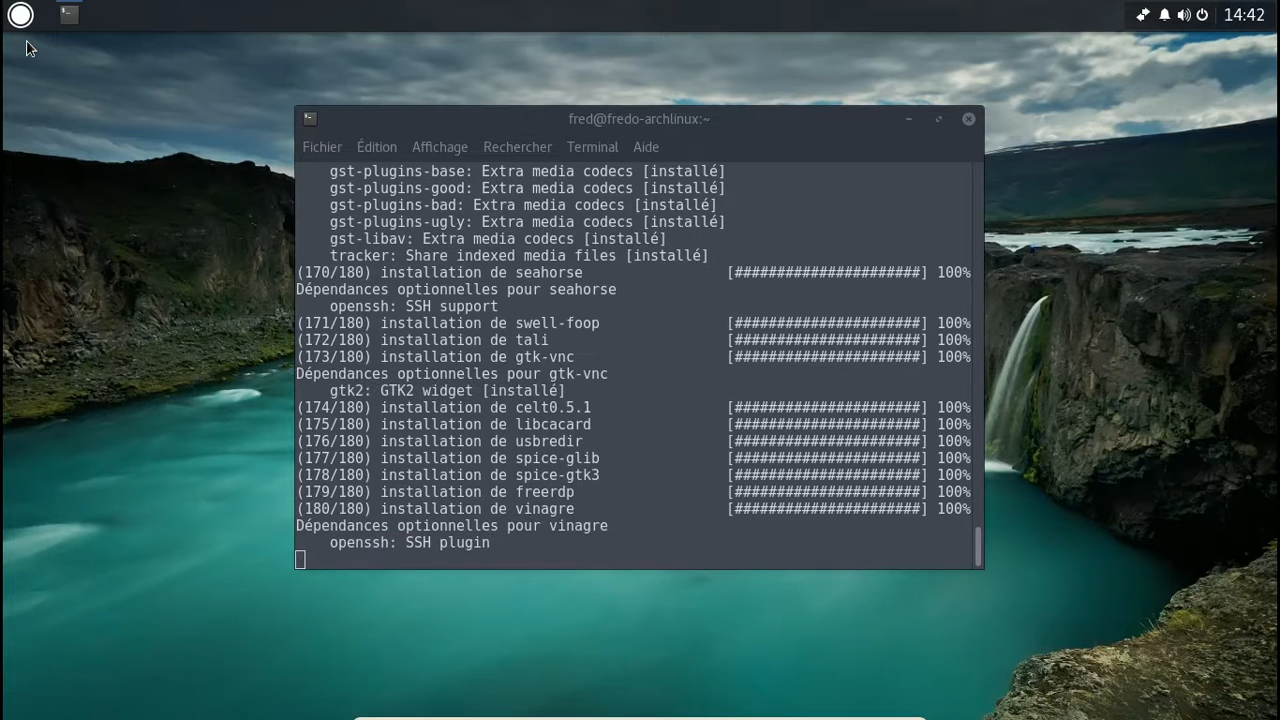 14:42
fred@fredo-archlinux:~
Fichier Édition Affichage Rechercher Terminal Aide
gst-plugins-base: Extra media codecs [installé]
gst-plugins-good: Extra media codecs [installé]
gst-plugins-bad: Extra media codecs [installé]
gst-plugins-ugly: Extra media codecs [installé]
gst-libav: Extra media codecs [installé]
tracker: Share indexed media files [installé]
(170/180) installation de seahorse [######################] 100%
Dépendances optionnelles pour seahorse
openssh: SSH support
(171/180) installation de swell-foop [######################] 100%
(172/180) installation de tali [######################] 100%
(173/180) installation de gtk-vnc [######################] 100%
Dépendances optionnelles pour gtk-vnc
gtk2: GTK2 widget [installé]
(174/180) installation de celt0.5.1 [######################] 100%
(175/180) installation de libcacard [######################] 100%
(176/180) installation de usbredir [######################] 100%
(177/180) installation de spice-glib [######################] 100%
(178/180) installation de spice-gtk3 [######################] 100%
(179/180) installation de freerdp [######################] 100%
(180/180) installation de vinagre [######################] 100%
Dépendances optionnelles pour vinagre
openssh: SSH plugin